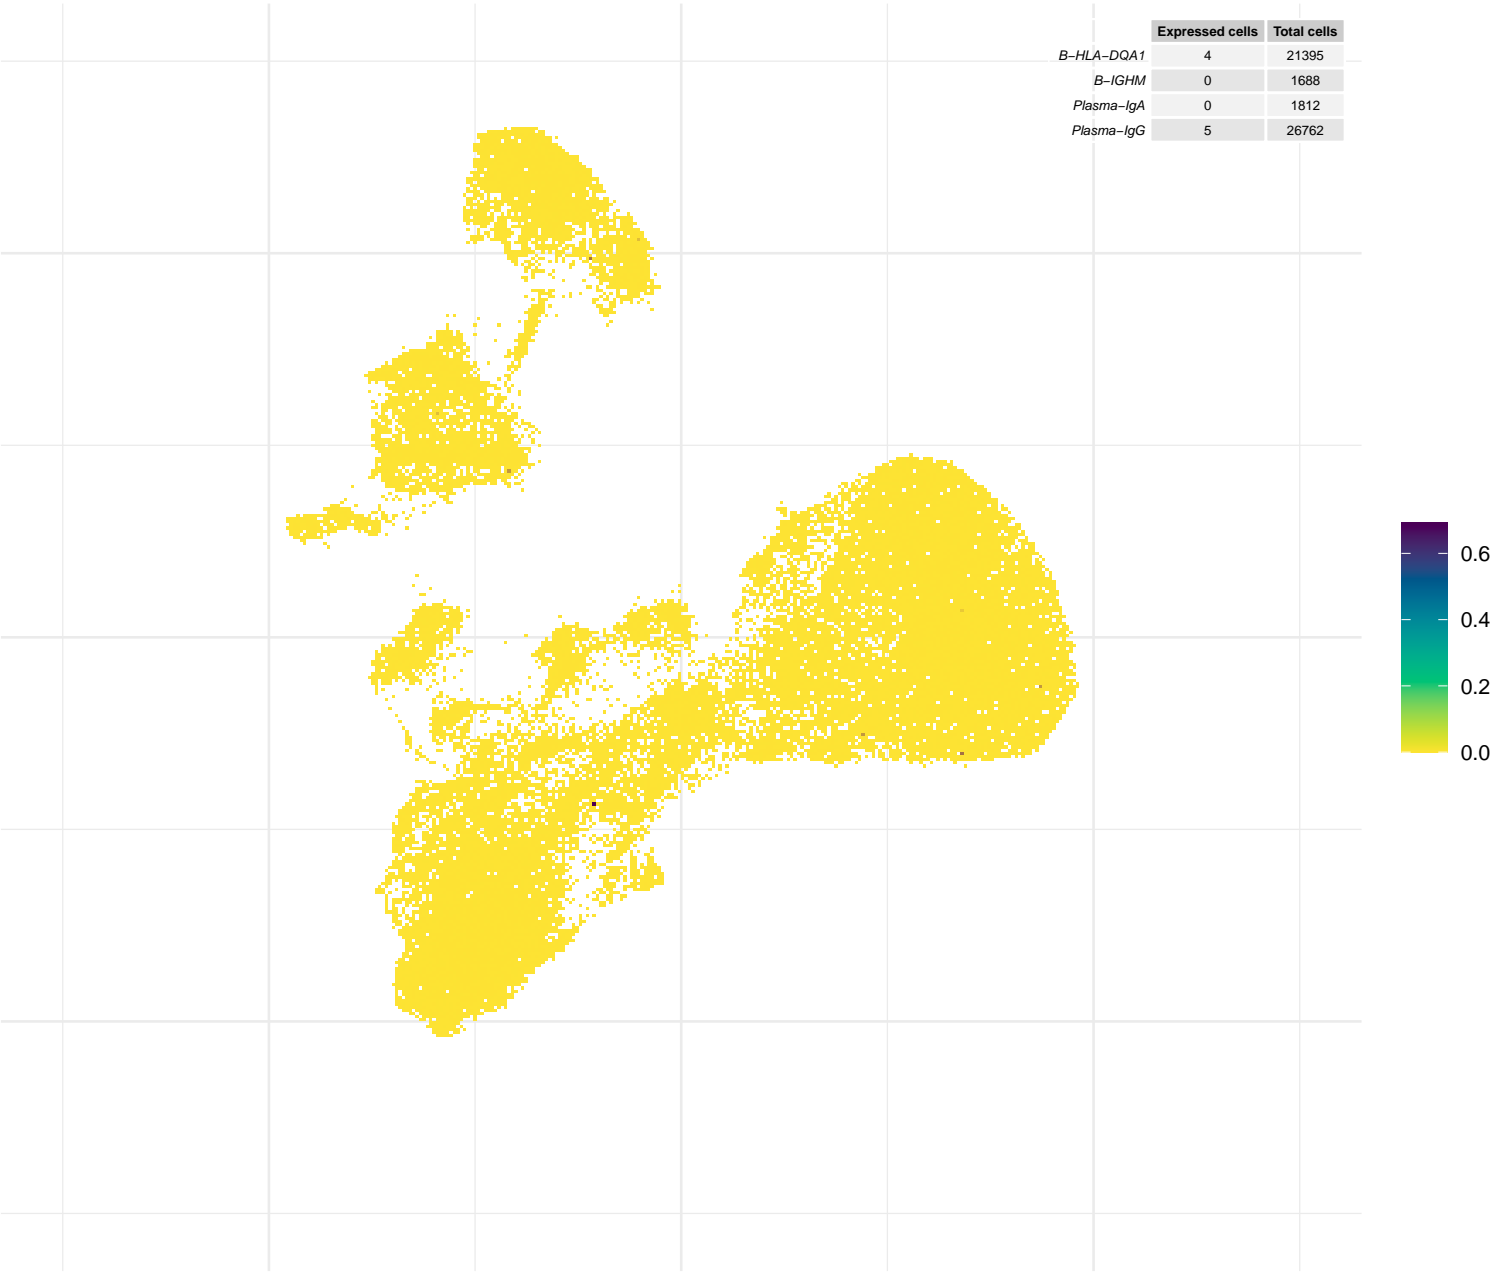 Expressed cells Total cells
B−HLA−DQA1 4 21395
B−IGHM 0 1688
Plasma−IgA 0 1812
Plasma−IgG 5 26762
0.6
0.4
0.2
0.0